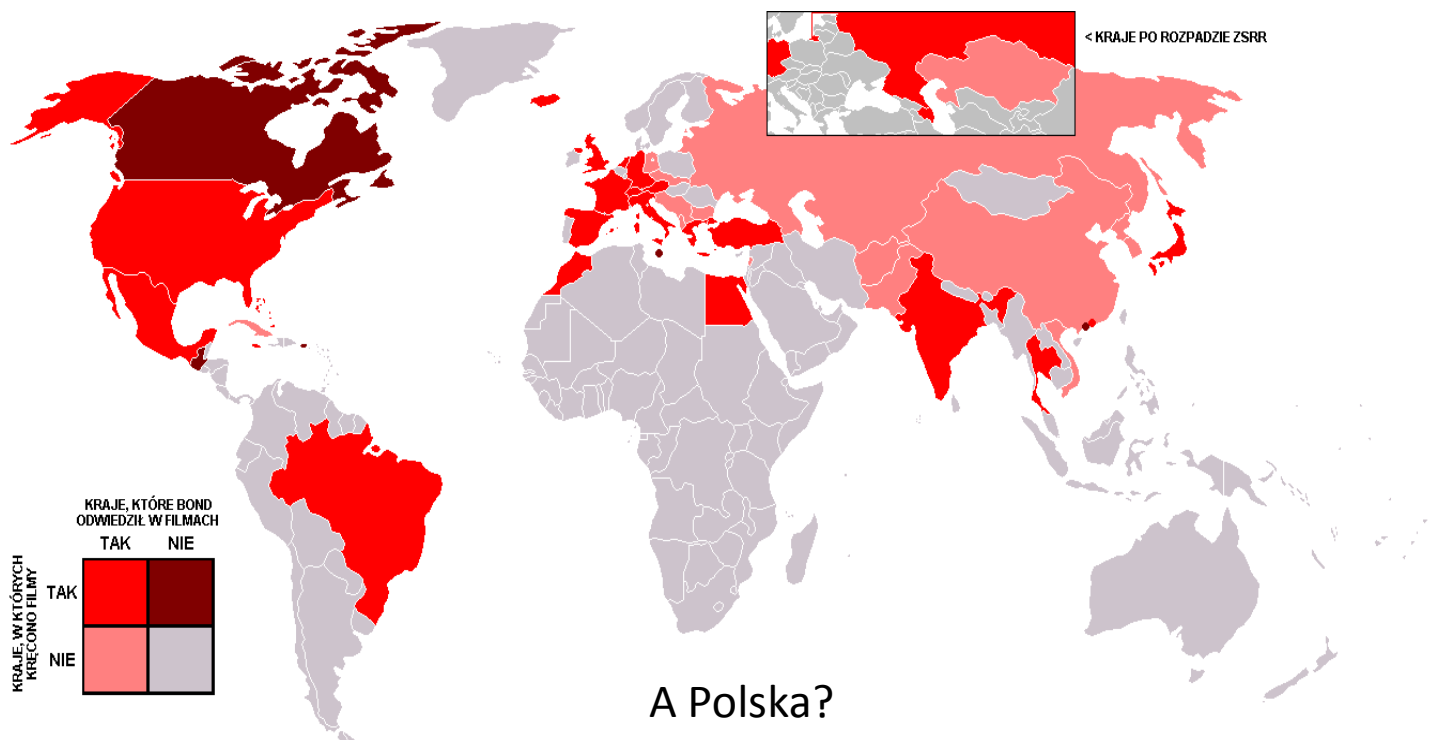 < KRAJE PO ROZPADZIE ZSRR
KRAJE, KTÓRE BOND
ODWIEDZIŁ W FILMACH
TAK NIE
KRAJE, W KTÓRYCH
KRĘCONO FILMY
TAK
NIE
A Polska?